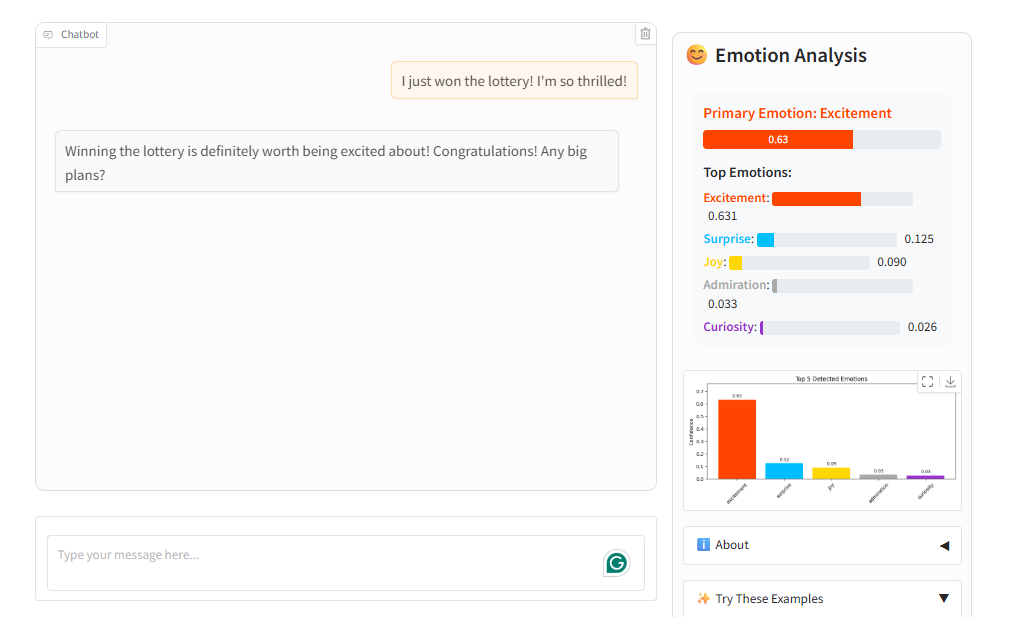 Chatbot
I just won the lottery! I'm so thrilled!
Winning the lottery is definitely worth being excited about! Congratulations! Any big
plans?
Type your message here...
Emotion Analysis
Primary Emotion: Excitement
0.63
Top Emotions:
Excitement:
0.631
Surprise: 0.125
Joy: 0.090
Admiration:
0.033
Curiosity: 0.026
Top 5 Detected Emotions
Confidence
0.7
0.6
0.5
0.4
0.3
0.2
0.1
0.0
0.63
0.12
0.09
0.03
0.03
excitement
surprise
joy
admiration
curiosity
About
Try These Examples